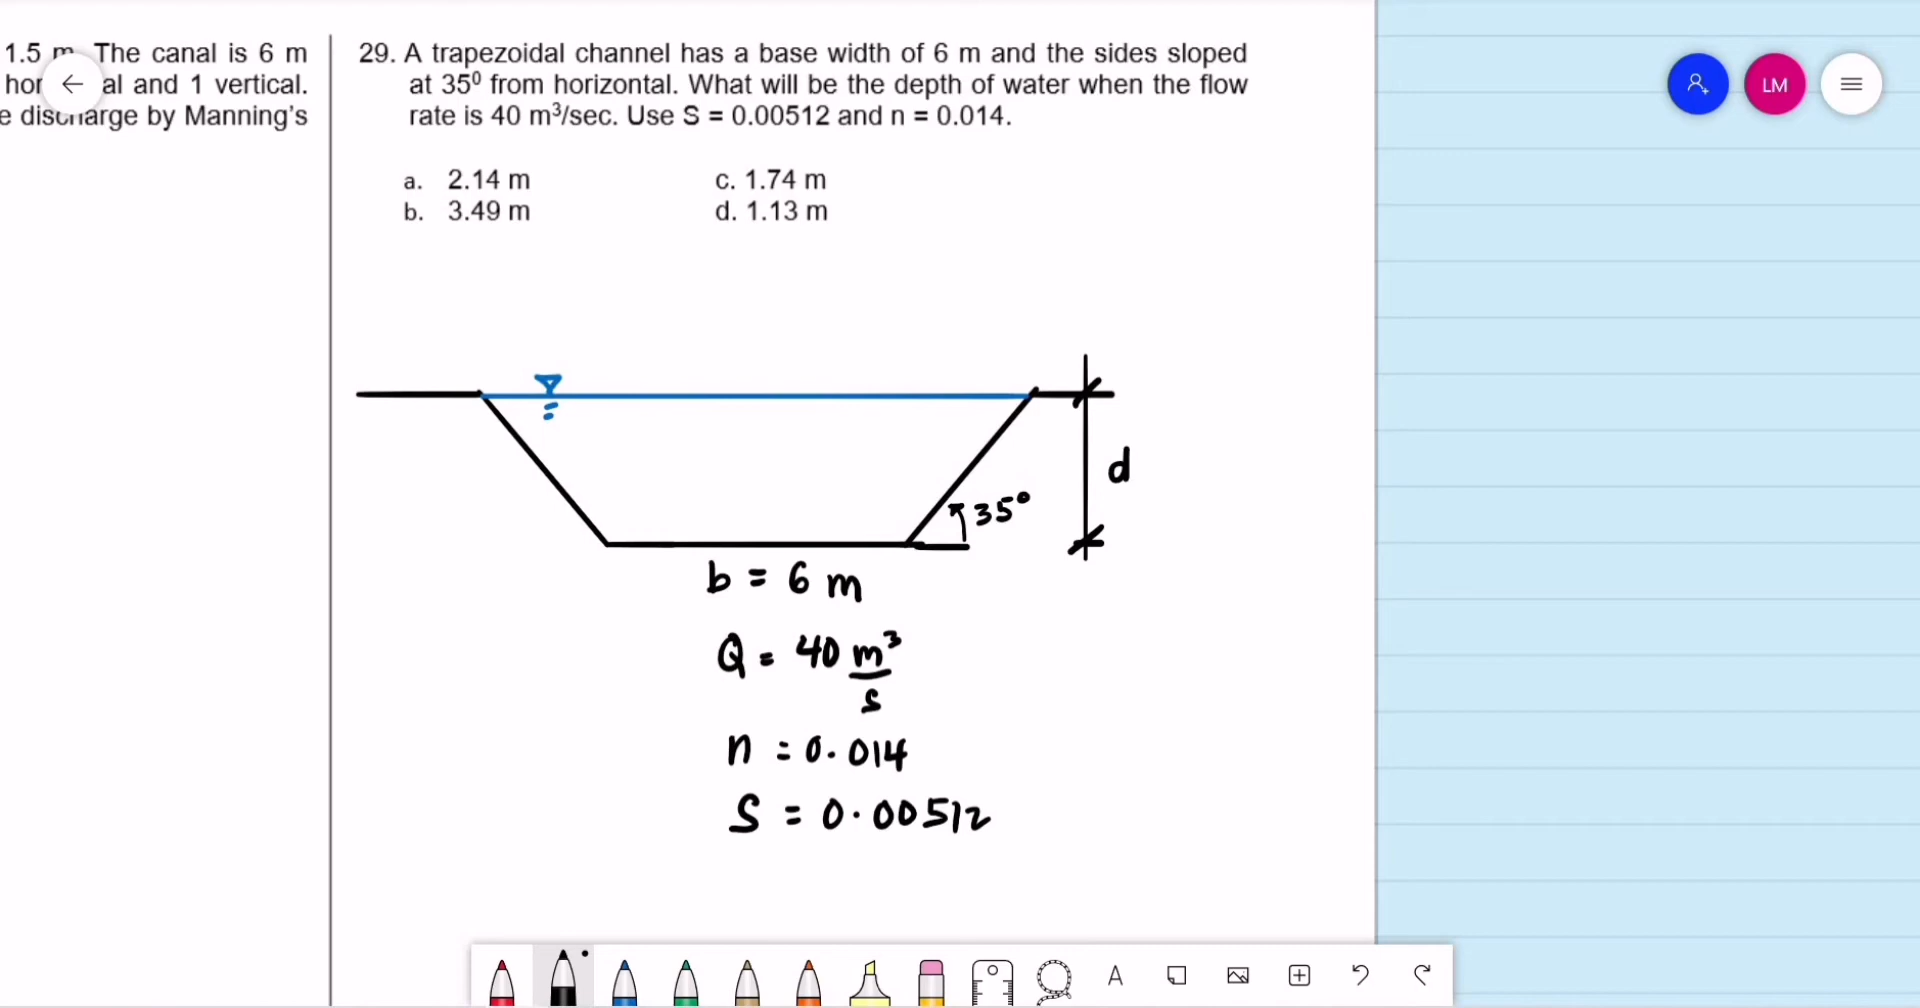 1.5 m. The canal is 6 m
al and 1 vertical.
discharge by Manning's
29. A trapezoidal channel has a base width of 6 m and the sides sloped
at 35⁰ from horizontal. What will be the depth of water when the flow
rate is 40 m³/sec. Use S = 0.00512 and n = 0.014.
a. 2.14 m
c. 1.74 m
b. 3.49 m
d. 1.13 m
d
35°
b = 6 m
Q = 40 m³/s
n = 0.014
S = 0.00512
LM
A